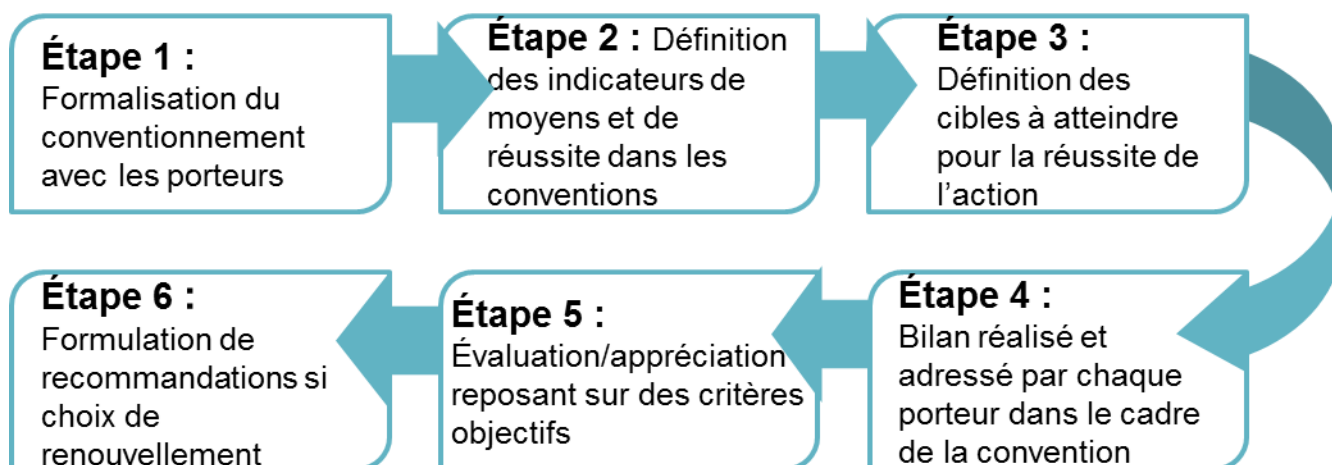 Étape 1 :
Formalisation du
conventionnement
avec les porteurs
Étape 2 : Définition
des indicateurs de
moyens et de
réussite dans les
conventions
Étape 3 :
Définition des
cibles à atteindre
pour la réussite de
l'action
Étape 4 :
Bilan réalisé et
adressé par chaque
porteur dans le cadre
de la convention
Étape 5 :
Évaluation/appréciation
reposant sur des critères
objectifs
Étape 6 :
Formulation de
recommandations si
choix de
renouvellement